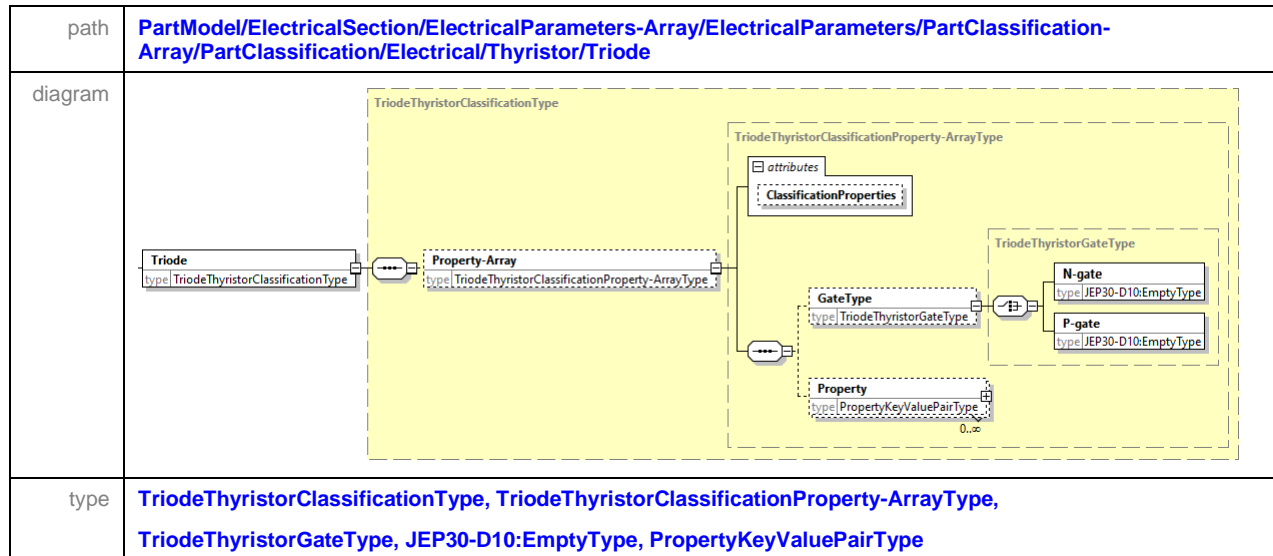 path
PartModel/ElectricalSection/ElectricalParameters-Array/ElectricalParameters/PartClassification-
Array/PartClassification/Electrical/Thyristor/Triode
diagram
TriodeThyristorClassificationType
TriodeThyristorClassificationProperty-ArrayType
attributes
ClassificationProperties
Triode
type TriodeThyristorClassificationType
Property-Array
type TriodeThyristorClassificationProperty-ArrayType
TriodeThyristorGateType
GateType
type TriodeThyristorGateType
N-gate
type JEP30-D10:EmptyType
P-gate
type JEP30-D10:EmptyType
Property
type PropertyKeyValuePairType
0..∞
type
TriodeThyristorClassificationType, TriodeThyristorClassificationProperty-ArrayType,
TriodeThyristorGateType, JEP30-D10:EmptyType, PropertyKeyValuePairType